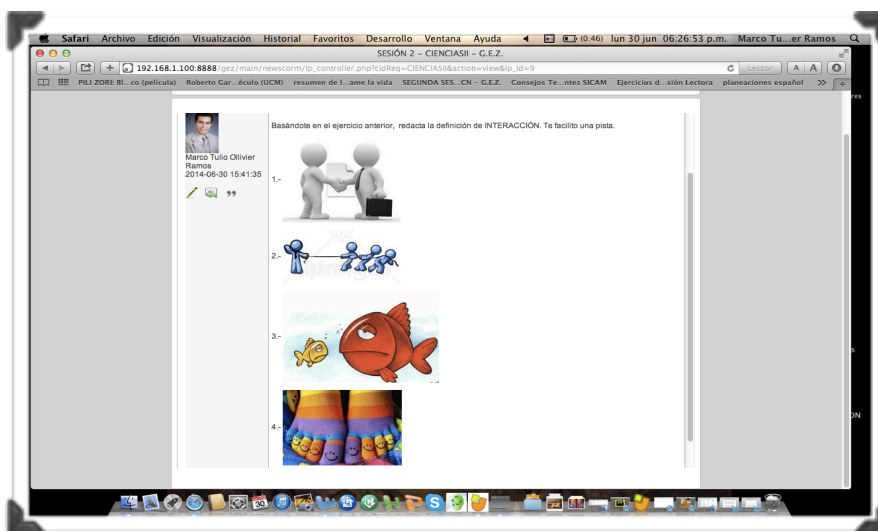 Safari Archivo Edición Visualización Historial Favoritos Desarrollo Ventana Ayuda (0:46) lun 30 jun 06:26:53 p.m. Marco Tu...er Ramos
SESIÓN 2 – CIENCIASII – G.E.Z.
192.168.1.100:8888/gez/main/newscorm/lp_controller.php?cidReq=CIENCIASII&action=view&lp_id=9 Lector A A
PILI ZORI: Bl...co (película) Roberto Gar...éculo (UCM) resumen de l...ame la vida SEGUNDA SES...CN – G.E.Z. Consejos Te...ntes SICAM Ejercicios d...sión Lectora planeaciones español >> +
res
Basándote en el ejercicio anterior, redacta la definición de INTERACCIÓN. Te facilito una pista.
Marco Tulio Ollivier
Ramos
2014-06-30 15:41:35
1.-
2.-
3.-
s
4.-
ON
30